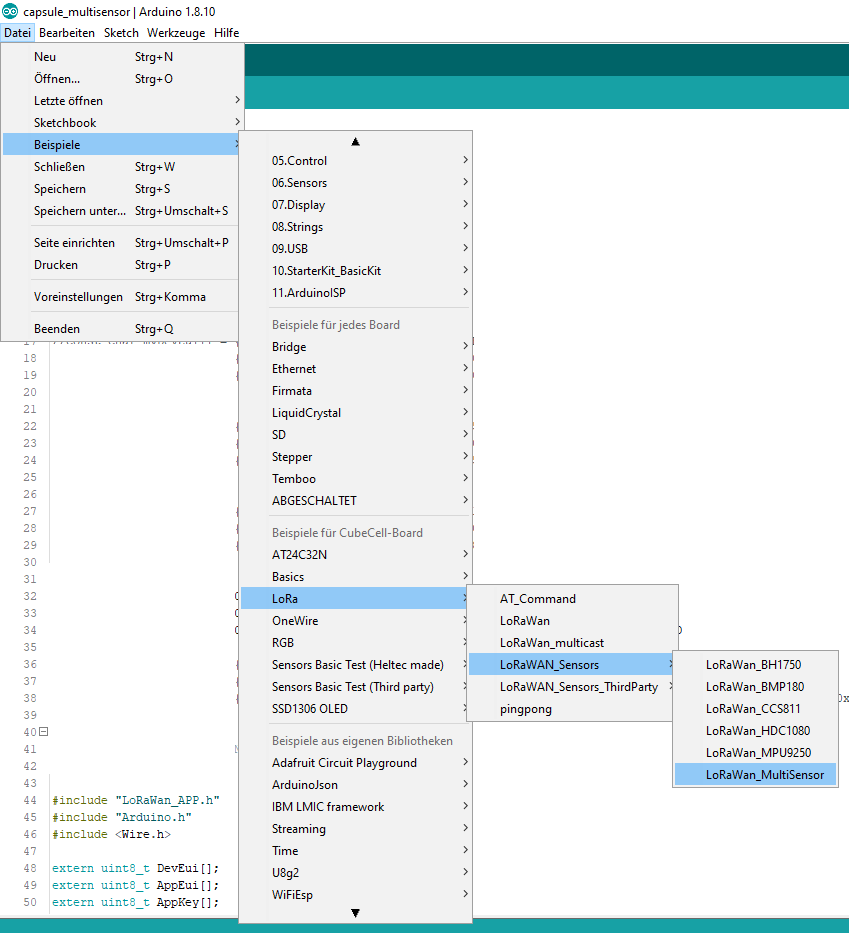 capsule_multisensor | Arduino 1.8.10
Datei Bearbeiten Sketch Werkzeuge Hilfe
Neu Strg+N
Öffnen... Strg+O
Letzte öffnen
Sketchbook
Beispiele
Schließen Strg+W
Speichern Strg+S
Speichern unter... Strg+Umschalt+S
Seite einrichten Strg+Umschalt+P
Drucken Strg+P
Voreinstellungen Strg+Komma
Beenden Strg+Q
05.Control
06.Sensors
07.Display
08.Strings
09.USB
10.StarterKit_BasicKit
11.ArduinoISP
Beispiele für jedes Board
Bridge
Ethernet
Firmata
LiquidCrystal
SD
Stepper
Temboo
ABGESCHALTET
Beispiele für CubeCell-Board
AT24C32N
Basics
LoRa
OneWire
RGB
Sensors Basic Test (Heltec made)
Sensors Basic Test (Third party)
SSD1306 OLED
Beispiele aus eigenen Bibliotheken
Adafruit Circuit Playground
ArduinoJson
IBM LMIC framework
Streaming
Time
U8g2
WiFiEsp
AT_Command
LoRaWan
LoRaWan_multicast
LoRaWAN_Sensors
LoRaWAN_Sensors_ThirdParty
pingpong
LoRaWan_BH1750
LoRaWan_BMP180
LoRaWan_CCS811
LoRaWan_HDC1080
LoRaWan_MPU9250
LoRaWan_MultiSensor
18
19
20
21
22
23
24
25
26
27
28
29
30
31
32
33
34
35
36
37
38
39
40
41
42
43
44 #include "LoRaWan_APP.h"
45 #include "Arduino.h"
46 #include <Wire.h>
47
48 extern uint8_t DevEui[];
49 extern uint8_t AppEui[];
50 extern uint8_t AppKey[];